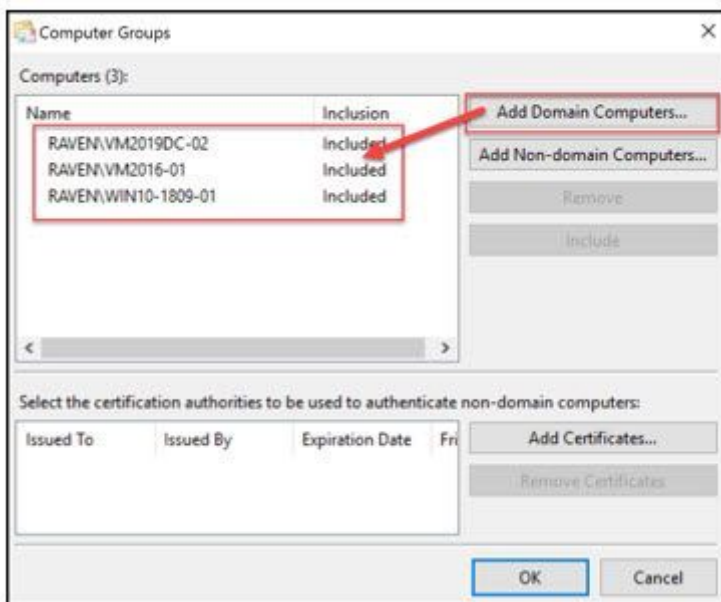 Computer Groups
Computers (3):
Name Inclusion
RAVEN\VM2019DC-02 Included
RAVEN\VM2016-01 Included
RAVEN\WIN10-1809-01 Included
Add Domain Computers...
Add Non-domain Computers...
Remove
Include
Select the certification authorities to be used to authenticate non-domain computers:
Issued To Issued By Expiration Date Fri
Add Certificates...
Remove Certificates
OK Cancel